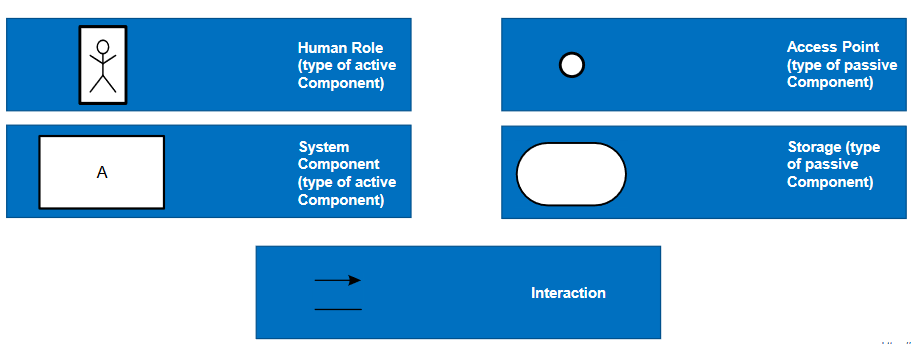 Human Role
(type of active
Component)
Access Point
(type of passive
Component)
A
System
Component
(type of active
Component)
Storage (type
of passive
Component)
Interaction